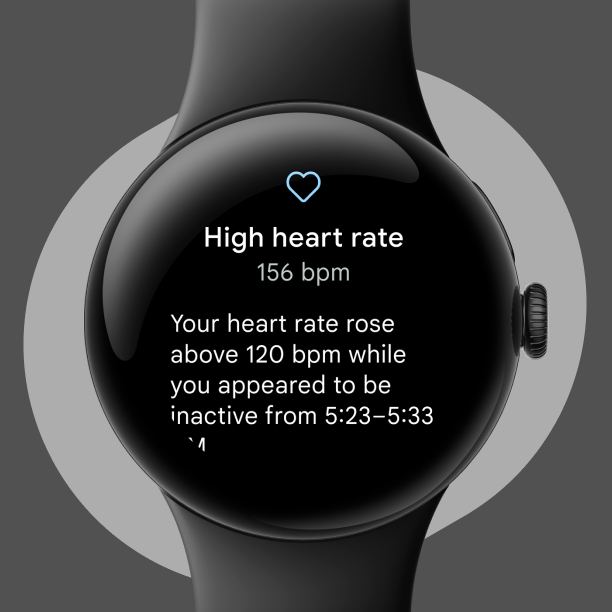 High heart rate
156 bpm
Your heart rate rose
above 120 bpm while
you appeared to be
inactive from 5:23–5:33